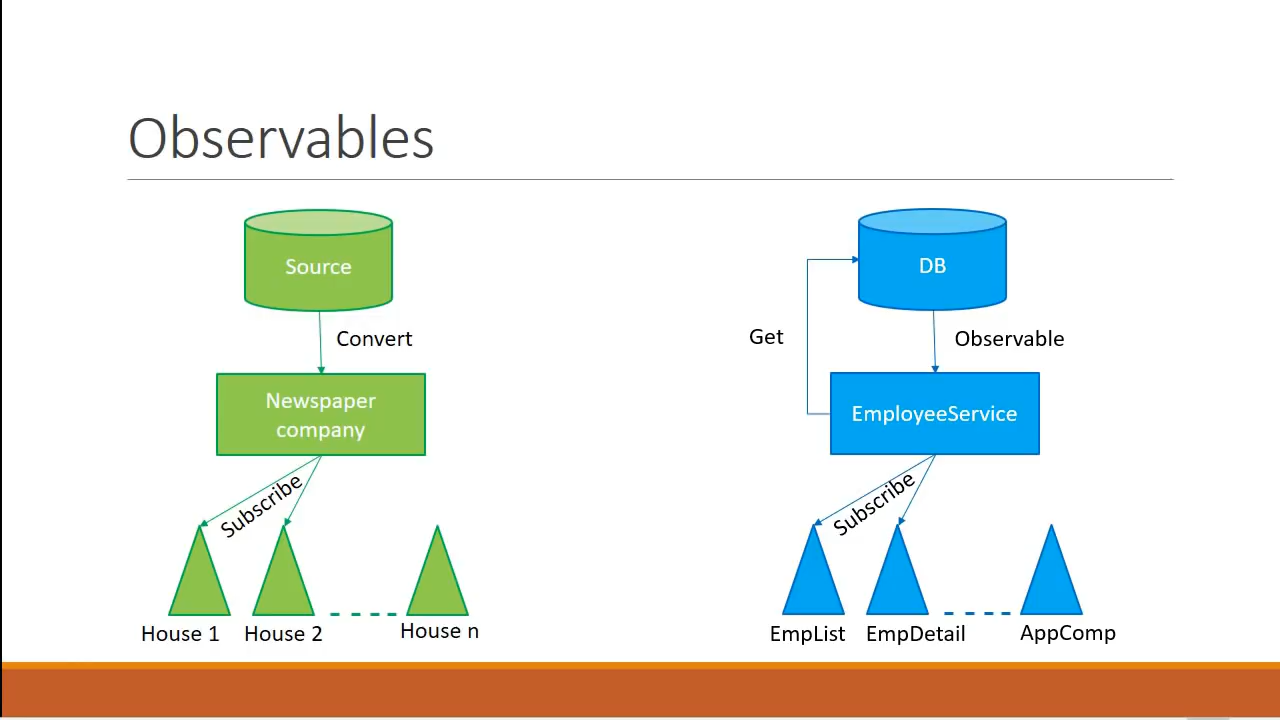 Observables
Source
Convert
Newspaper
company
Subscribe
House 1
House 2
House n
DB
Get
Observable
EmployeeService
Subscribe
EmpList
EmpDetail
AppComp